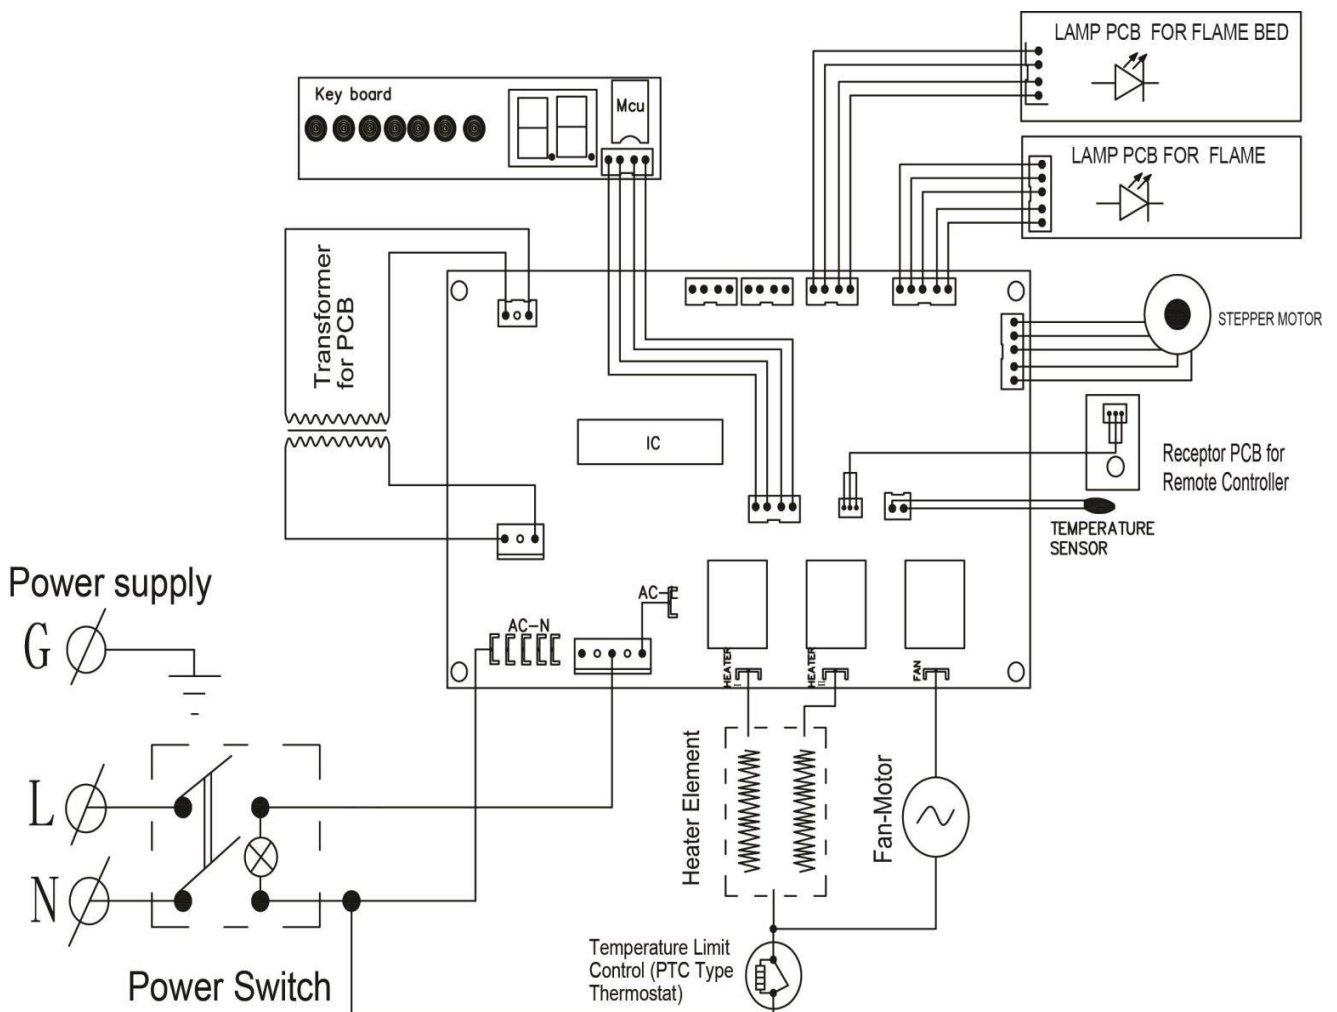 LAMP PCB FOR FLAME BED
Key board
Mcu
LAMP PCB FOR FLAME
Transformer
for PCB
STEPPER MOTOR
IC
Receptor PCB for
Remote Controller
TEMPERATURE
SENSOR
Power supply
G
AC-N
HEATER
I
HEATER
II
FAN
L
N
Heater Element
Fan-Motor
Power Switch
Temperature Limit
Control (PTC Type
Thermostat)